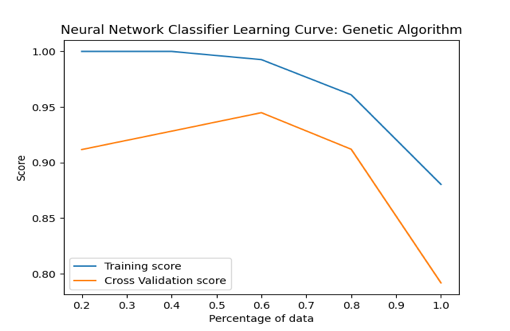 Neural Network Classifier Learning Curve: Genetic Algorithm
1.00
0.95
0.90
0.85
0.80
Score
Training score
Cross Validation score
0.2 0.3 0.4 0.5 0.6 0.7 0.8 0.9 1.0
Percentage of data